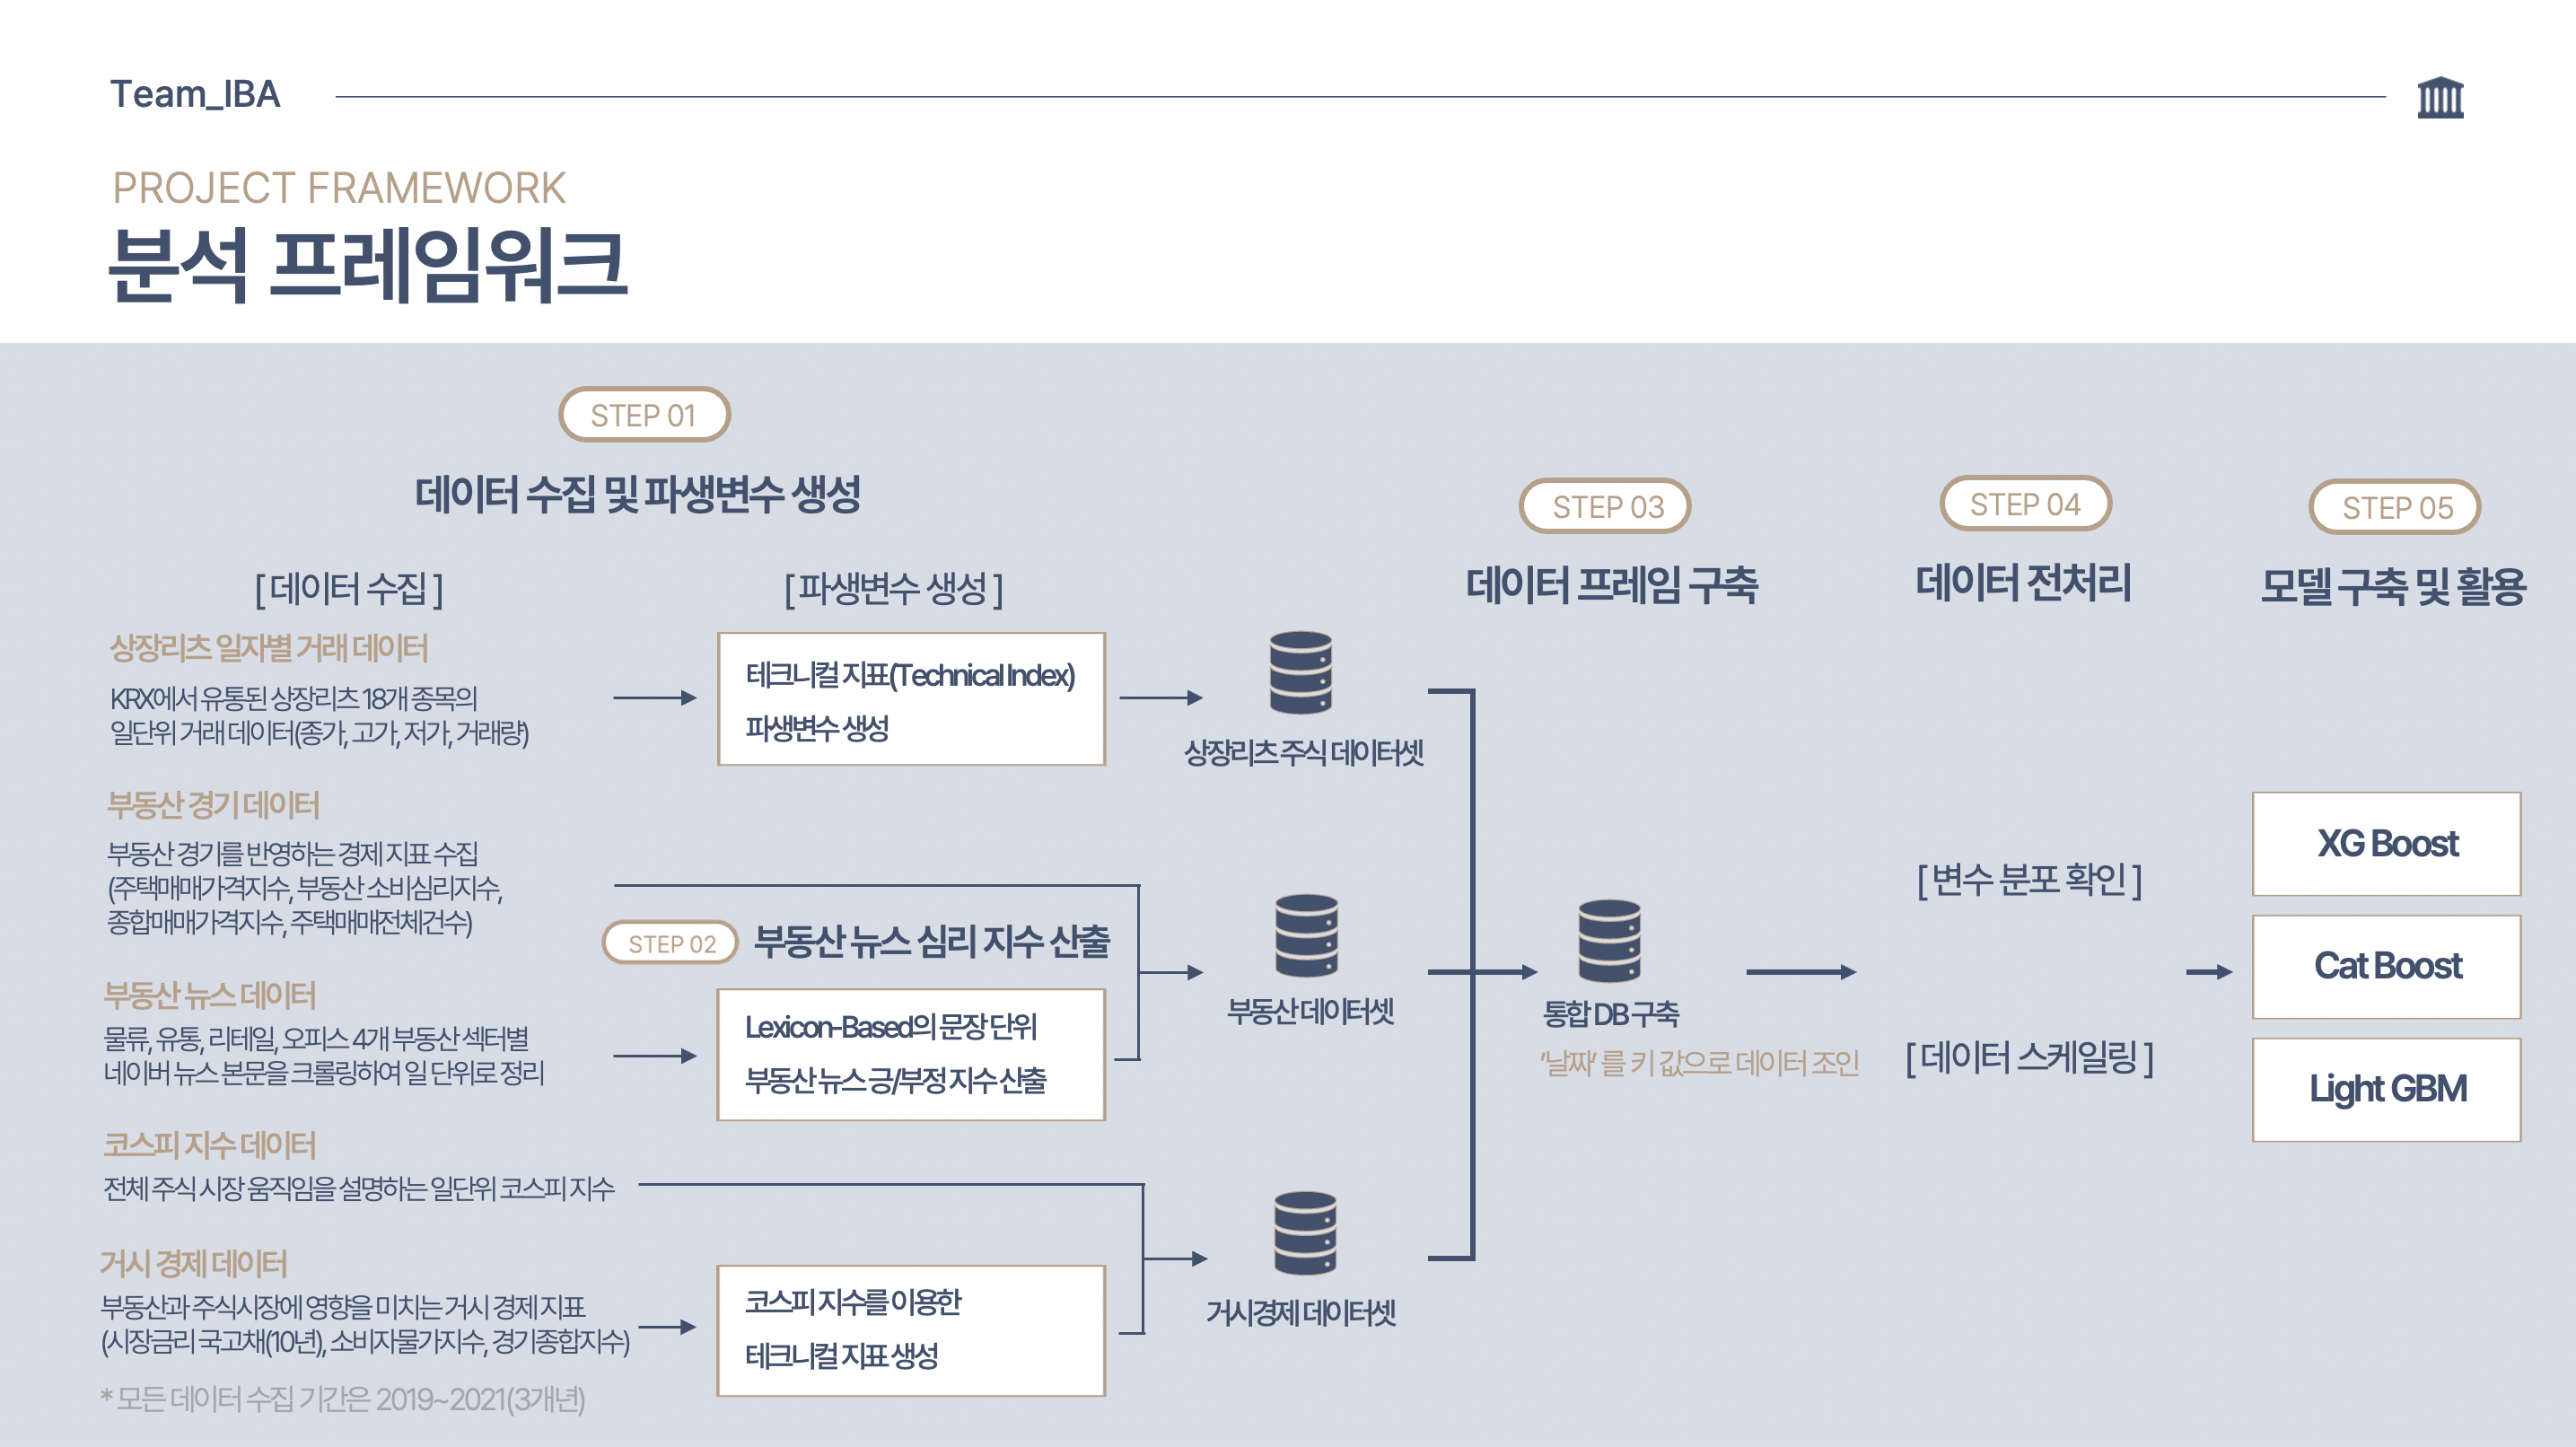 Team_IBA
PROJECT FRAMEWORK
분석 프레임워크
STEP 01
데이터 수집 및 파생변수 생성
[ 데이터 수집 ]
상장리츠 일자별 거래 데이터
KRX에서 유통된 상장리츠 18개 종목의
일단위 거래 데이터(종가, 고가, 저가, 거래량)
부동산 경기 데이터
부동산 경기를 반영하는 경제 지표 수집
(주택매매가격지수, 부동산 소비심리지수,
종합매매가격지수, 주택매매전체건수)
부동산 뉴스 데이터
물류, 유통, 리테일, 오피스 4개 부동산 섹터별
네이버 뉴스 본문을 크롤링하여 일 단위로 정리
코스피 지수 데이터
전체 주식 시장 움직임을 설명하는 일단위 코스피 지수
거시 경제 데이터
부동산과 주식시장에 영향을 미치는 거시 경제 지표
(시장금리 국고채(10년), 소비자물가지수, 경기종합지수)
* 모든 데이터 수집 기간은 2019~2021(3개년)
[ 파생변수 생성 ]
테크니컬 지표(Technical Index)
파생변수 생성
STEP 02
부동산 뉴스 심리 지수 산출
Lexicon-Based의 문장 단위
부동산 뉴스 긍/부정 지수 산출
코스피 지수를 이용한
테크니컬 지표 생성
상장리츠 주식 데이터셋
부동산 데이터셋
거시경제 데이터셋
STEP 03
데이터 프레임 구축
통합 DB 구축
'날짜' 를 키 값으로 데이터 조인
STEP 04
데이터 전처리
[ 변수 분포 확인 ]
[ 데이터 스케일링 ]
STEP 05
모델 구축 및 활용
XG Boost
Cat Boost
Light GBM